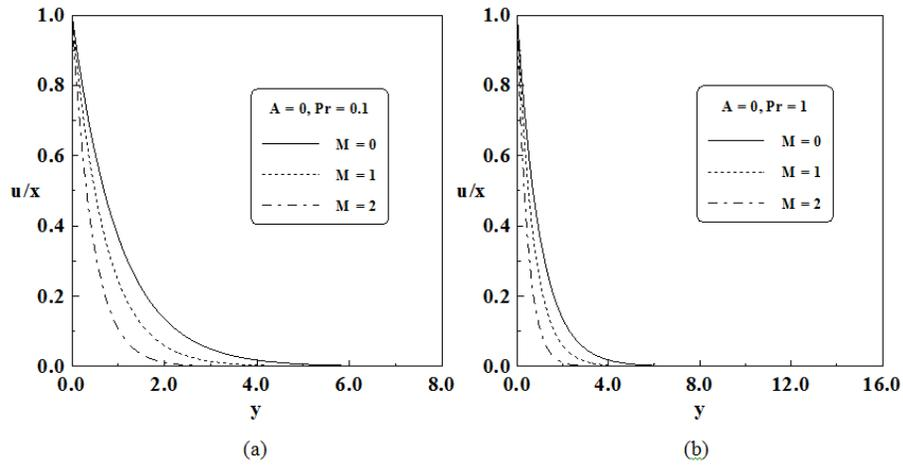 1.0
0.8
0.6
u/x
0.4
0.2
0.0
0.0 2.0 4.0 6.0 8.0
y
A = 0, Pr = 0.1
M = 0
M = 1
M = 2
(a)
1.0
0.8
0.6
u/x
0.4
0.2
0.0
0.0 4.0 8.0 12.0 16.0
y
A = 0, Pr = 1
M = 0
M = 1
M = 2
(b)